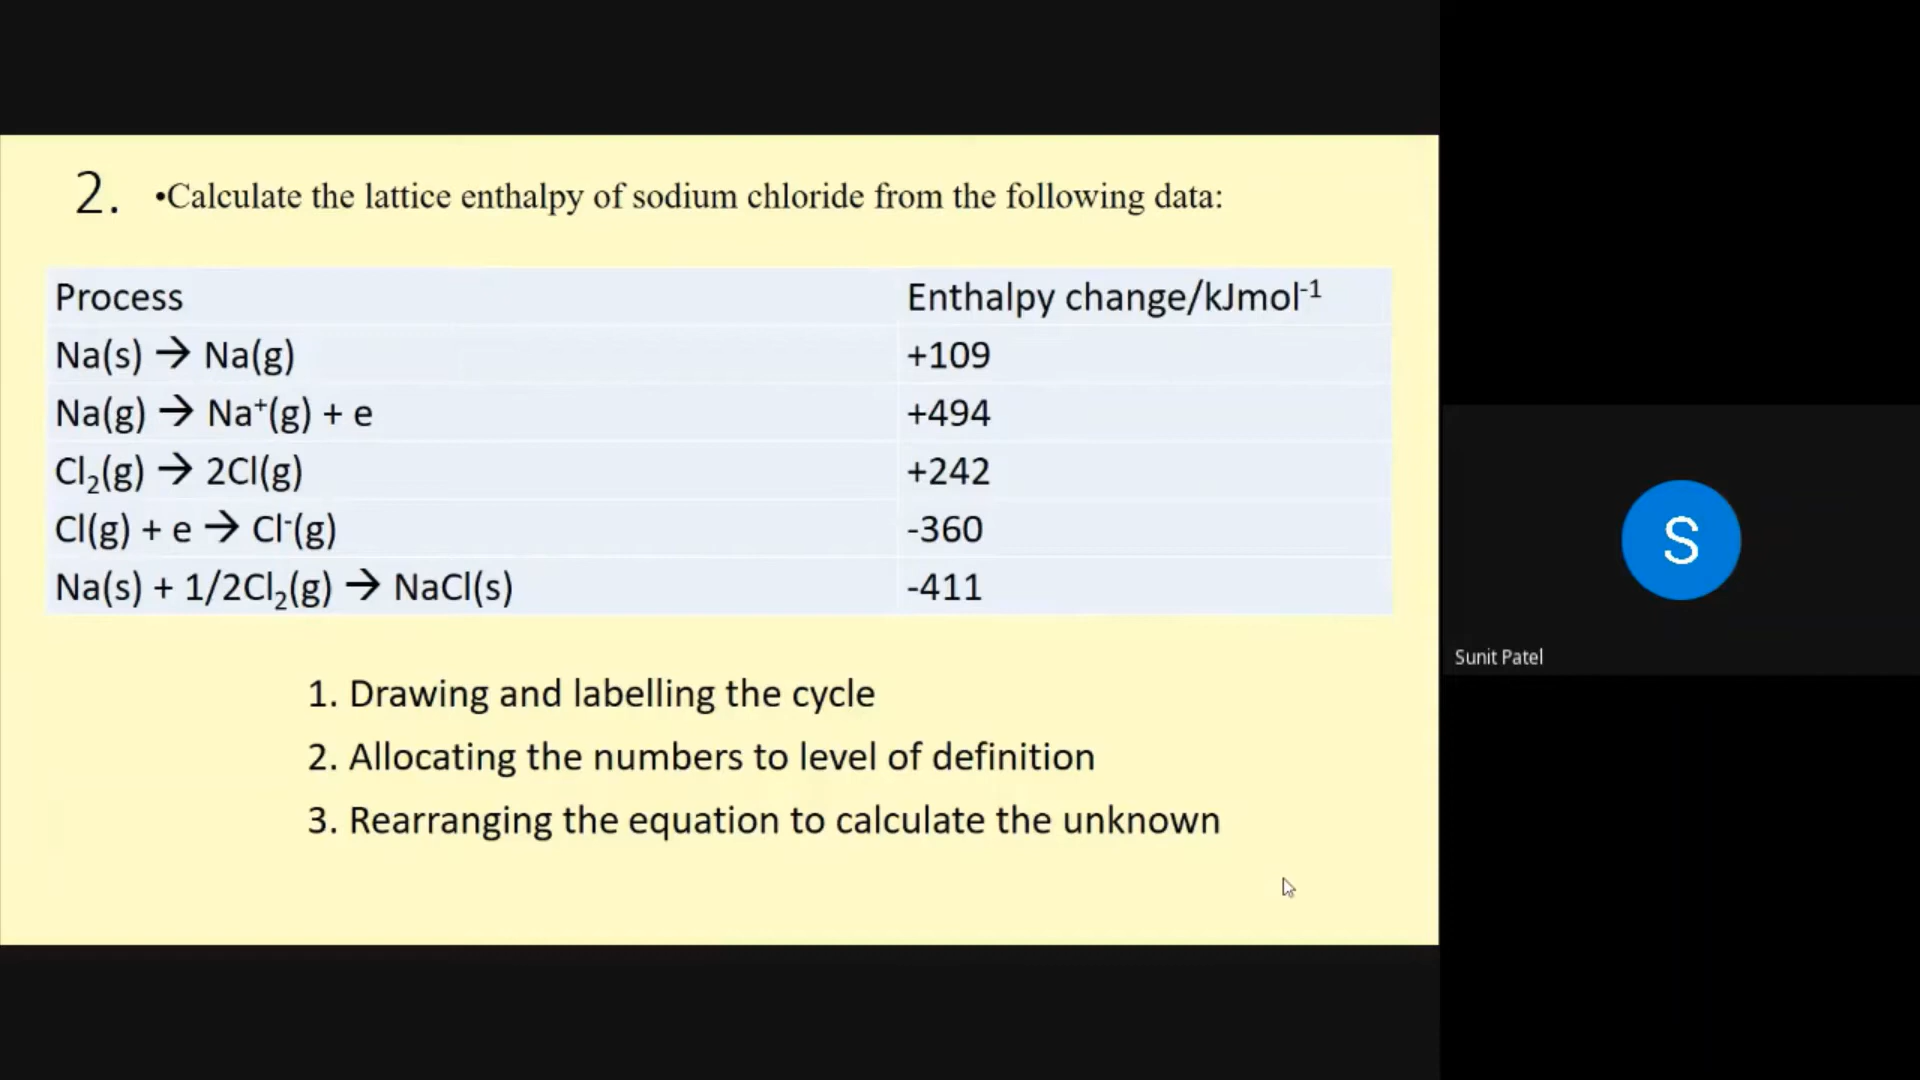 2. •Calculate the lattice enthalpy of sodium chloride from the following data:
Process Enthalpy change/kJmol⁻¹
Na(s) → Na(g) +109
Na(g) → Na⁺(g) + e +494
Cl₂(g) → 2Cl(g) +242
Cl(g) + e → Cl⁻(g) -360
Na(s) + 1/2Cl₂(g) → NaCl(s) -411
1. Drawing and labelling the cycle
2. Allocating the numbers to level of definition
3. Rearranging the equation to calculate the unknown
S
Sunit Patel